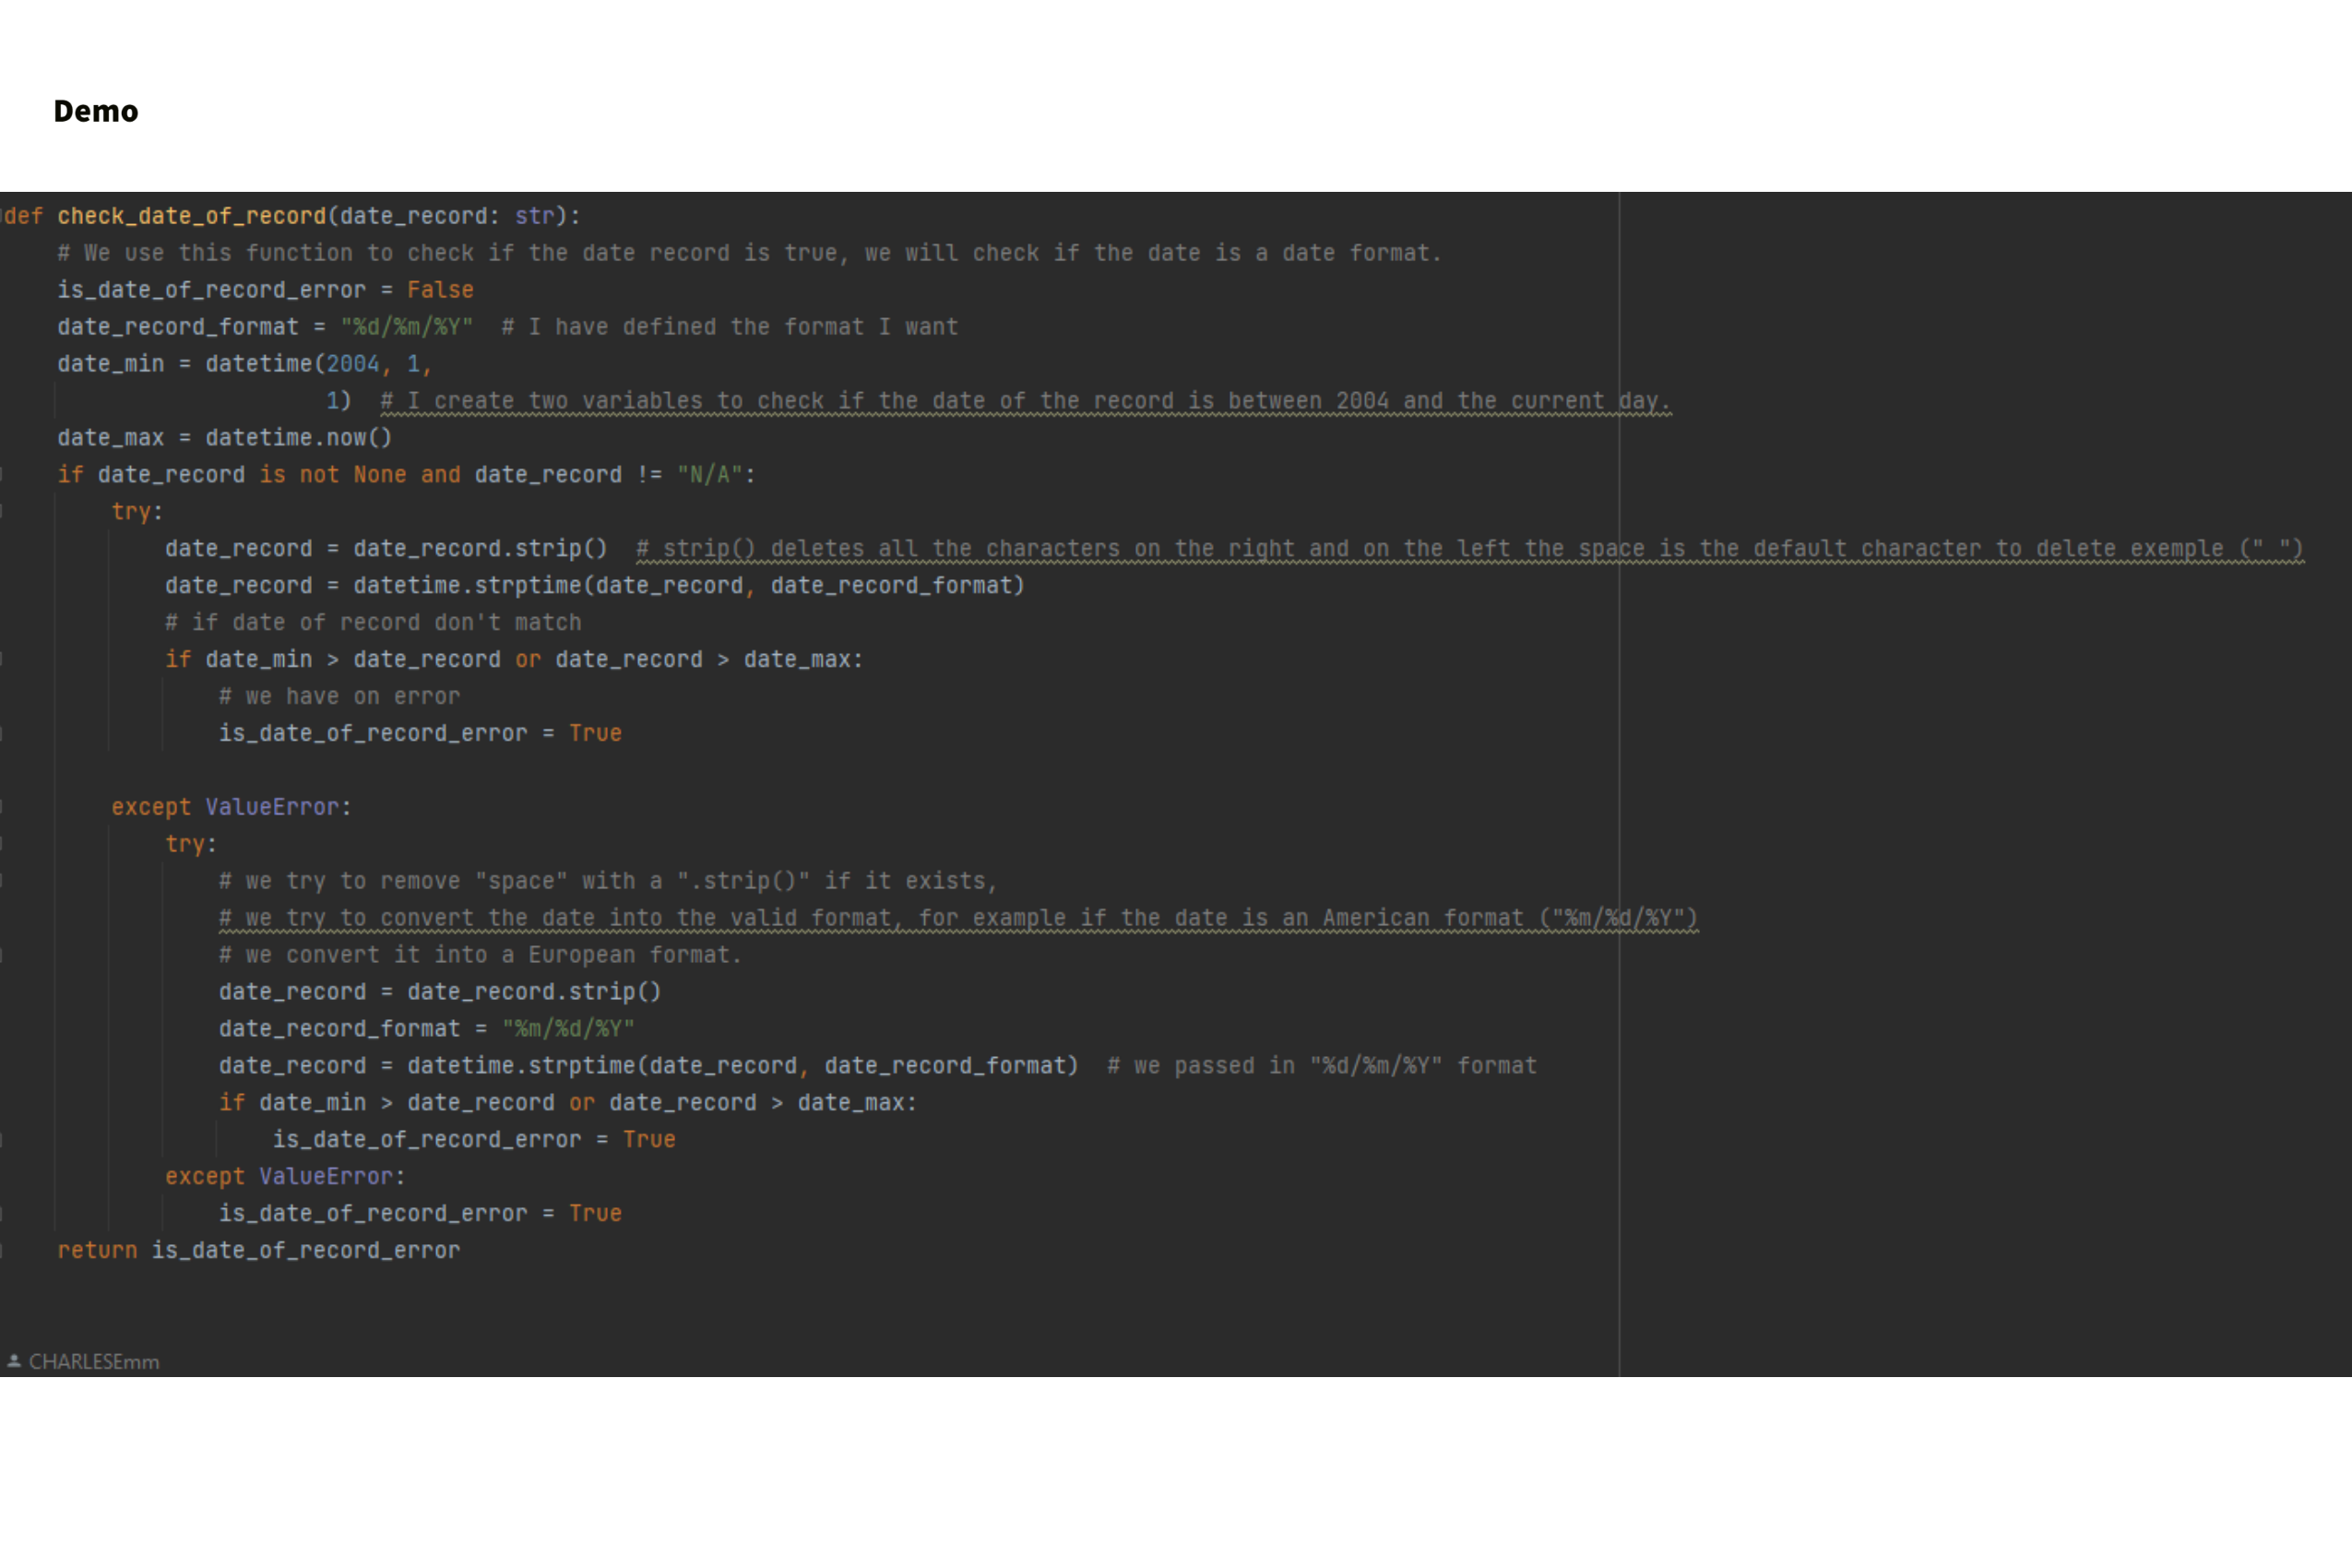 Demo
def check_date_of_record(date_record: str):
    # We use this function to check if the date record is true, we will check if the date is a date format.
    is_date_of_record_error = False
    date_record_format = "%d/%m/%Y"  # I have defined the format I want
    date_min = datetime(2004, 1,
                        1)  # I create two variables to check if the date of the record is between 2004 and the current day.
    date_max = datetime.now()
    if date_record is not None and date_record != "N/A":
        try:
            date_record = date_record.strip()  # strip() deletes all the characters on the right and on the left the space is the default character to delete exemple (" ")
            date_record = datetime.strptime(date_record, date_record_format)
            # if date of record don't match
            if date_min > date_record or date_record > date_max:
                # we have on error
                is_date_of_record_error = True
        except ValueError:
            try:
                # we try to remove "space" with a ".strip()" if it exists,
                # we try to convert the date into the valid format, for example if the date is an American format ("%m/%d/%Y")
                # we convert it into a European format.
                date_record = date_record.strip()
                date_record_format = "%m/%d/%Y"
                date_record = datetime.strptime(date_record, date_record_format)  # we passed in "%d/%m/%Y" format
                if date_min > date_record or date_record > date_max:
                    is_date_of_record_error = True
            except ValueError:
                is_date_of_record_error = True
    return is_date_of_record_error
CHARLESEmm